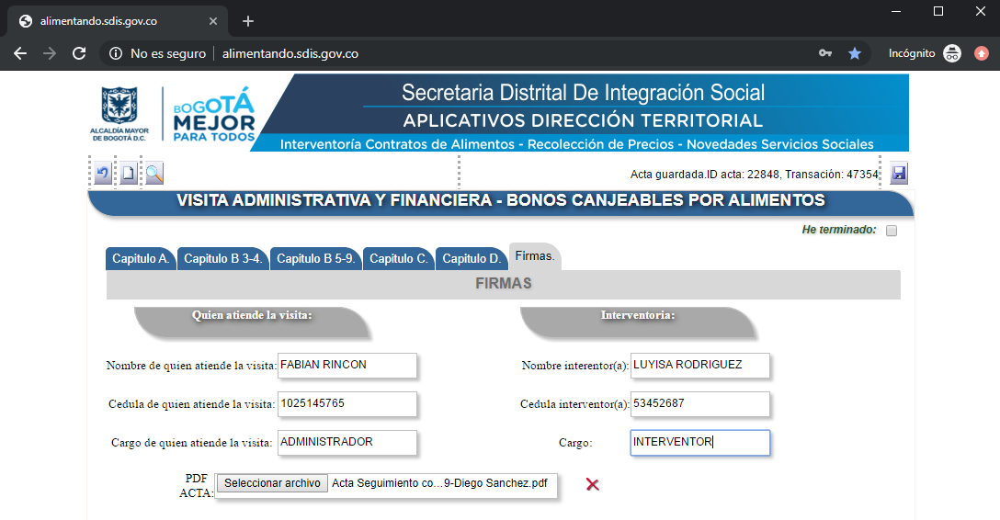 alimentando.sdis.gov.co
No es seguro alimentando.sdis.gov.co Incógnito
ALCALDÍA MAYOR
DE BOGOTÁ D.C.
BOGOTÁ
MEJOR
PARA TODOS
Secretaria Distrital De Integración Social
APLICATIVOS DIRECCIÓN TERRITORIAL
Interventoría Contratos de Alimentos - Recolección de Precios - Novedades Servicios Sociales
Acta guardada.ID acta: 22848, Transación: 47354
VISITA ADMINISTRATIVA Y FINANCIERA - BONOS CANJEABLES POR ALIMENTOS
He terminado:
Capitulo A. Capitulo B 3-4. Capitulo B 5-9. Capitulo C. Capitulo D. Firmas.
FIRMAS
Quien atiende la visita: Interventoria:
Nombre de quien atiende la visita: FABIAN RINCON Nombre interentor(a): LUYISA RODRIGUEZ
Cedula de quien atiende la visita: 1025145765 Cedula interventor(a): 53452687
Cargo de quien atiende la visita: ADMINISTRADOR Cargo: INTERVENTOR
PDF
ACTA: Seleccionar archivo Acta Seguimiento co...9-Diego Sanchez.pdf